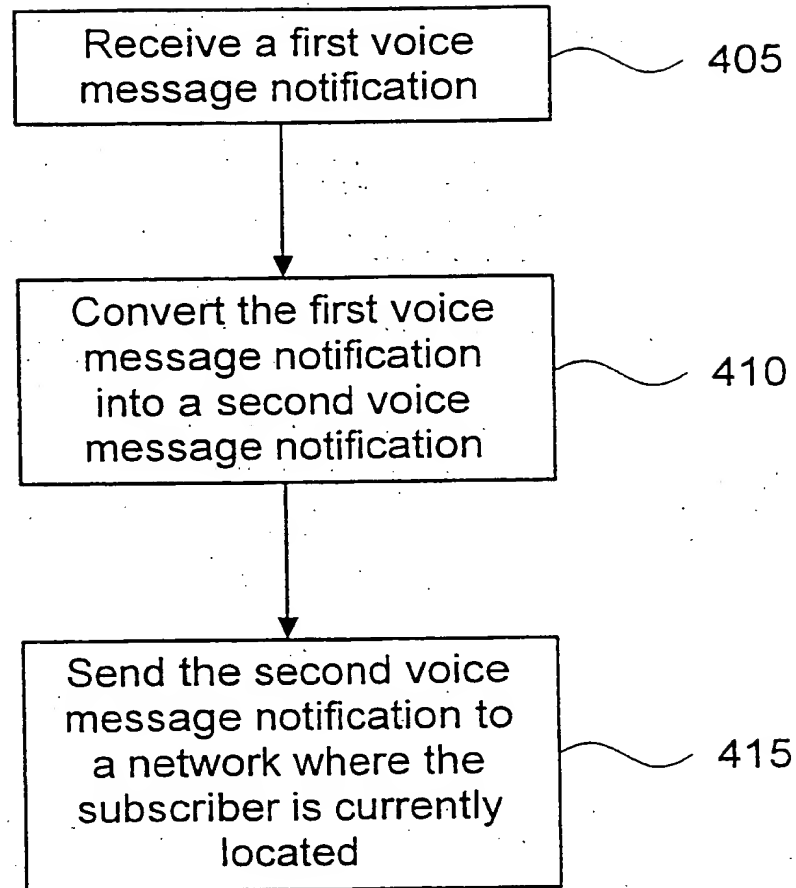 Receive a first voice
message notification
405
Convert the first voice
message notification
into a second voice
message notification
410
Send the second voice
message notification to
a network where the
subscriber is currently
located
415